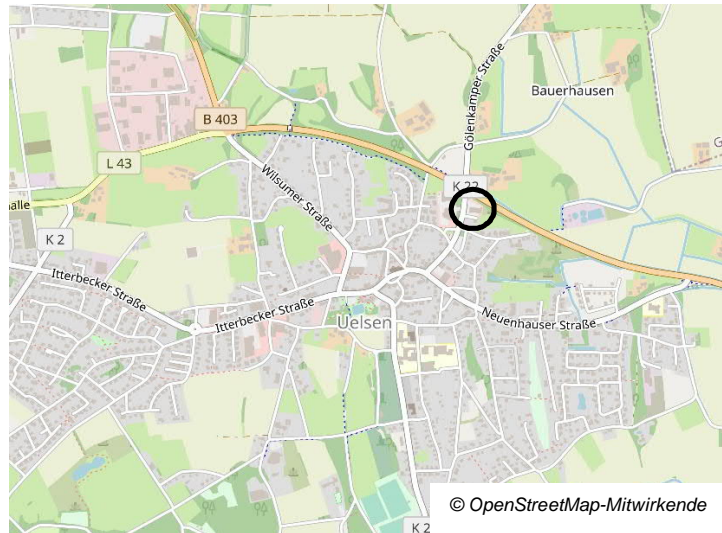 Gölenkamper Straße
Bauerhausen
B 403
L 43
Wilsumer Straße
K 22
K 2
Itterbecker Straße
Itterbecker Straße
Uelsen
Neuenhauser Straße
© OpenStreetMap-Mitwirkende
K 2